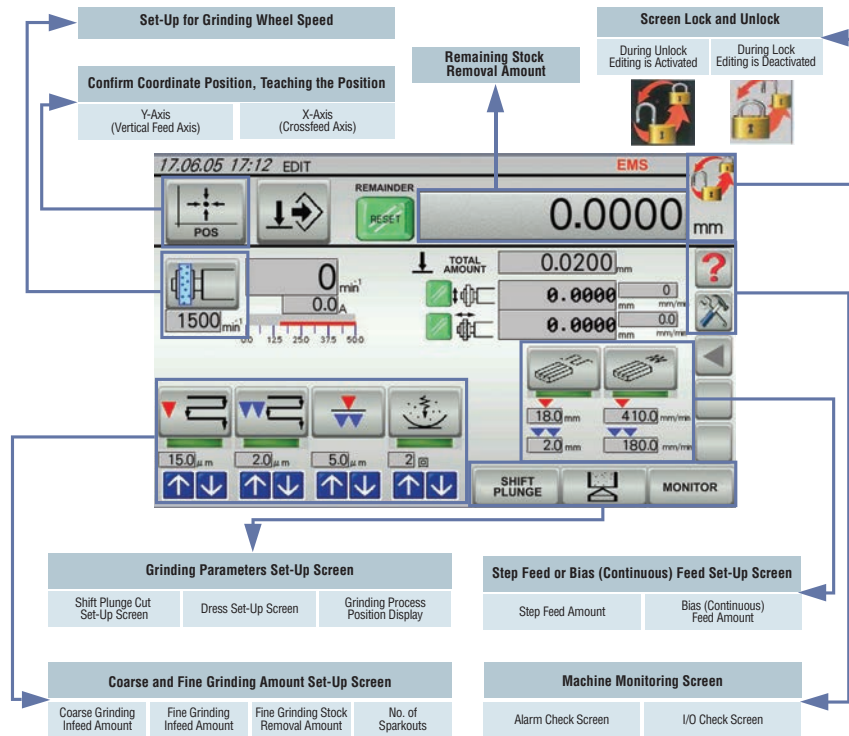 Set-Up for Grinding Wheel Speed
Screen Lock and Unlock
During Unlock
Editing is Activated
During Lock
Editing is Deactivated
Remaining Stock
Removal Amount
Confirm Coordinate Position, Teaching the Position
Y-Axis
(Vertical Feed Axis)
X-Axis
(Crossfeed Axis)
17.06.05 17:12 EDIT
EMS
POS
REMAINDER
RESET
0.0000
mm
0 min⁻¹
0.0 A
1500 min⁻¹
0.0 12.5 25.0 37.5 50.0
TOTAL
AMOUNT
0.0200 mm
0.0000 mm
0 mm/min
0.0000 mm
0.0 mm/min
?
18.0 mm
410.0 mm/min
2.0 mm
180.0 mm/min
15.0 μm
2.0 μm
5.0 μm
2 回
SHIFT
PLUNGE
MONITOR
Grinding Parameters Set-Up Screen
Shift Plunge Cut
Set-Up Screen
Dress Set-Up Screen
Grinding Process
Position Display
Step Feed or Bias (Continuous) Feed Set-Up Screen
Step Feed Amount
Bias (Continuous)
Feed Amount
Coarse and Fine Grinding Amount Set-Up Screen
Coarse Grinding
Infeed Amount
Fine Grinding
Infeed Amount
Fine Grinding Stock
Removal Amount
No. of
Sparkouts
Machine Monitoring Screen
Alarm Check Screen
I/O Check Screen